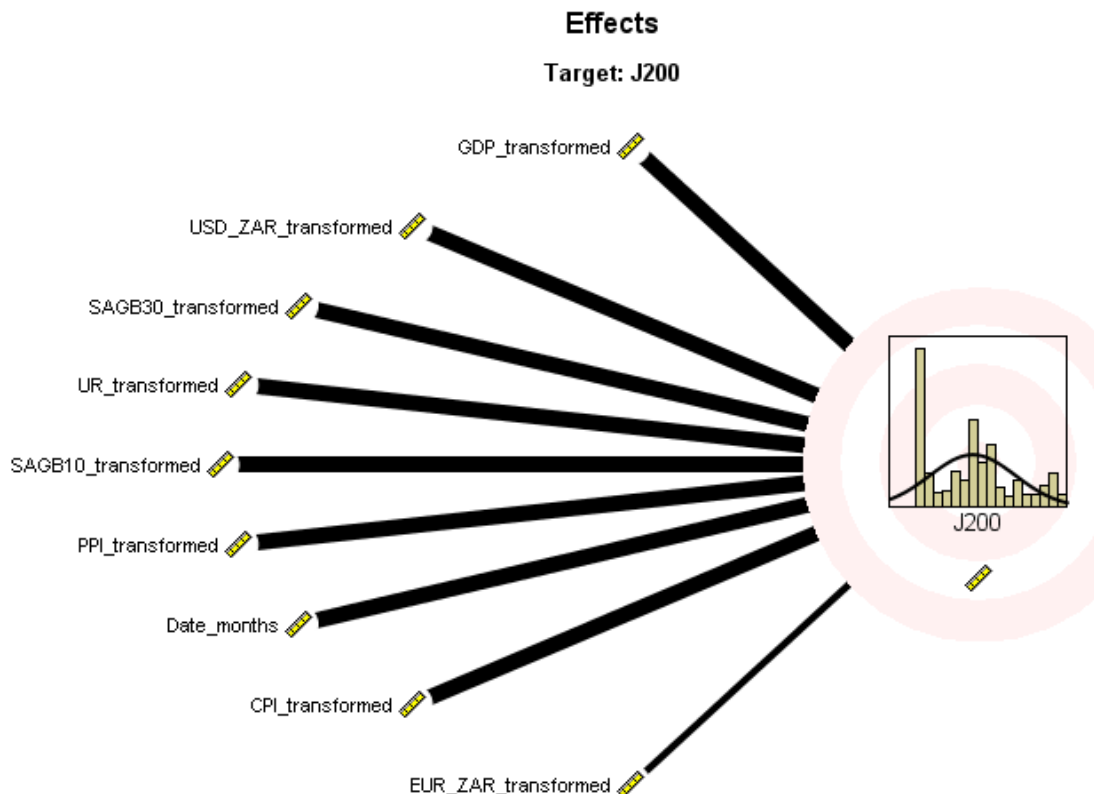 Effects
Target: J200
GDP_transformed
USD_ZAR_transformed
SAGB30_transformed
UR_transformed
SAGB10_transformed
PPI_transformed
Date_months
CPI_transformed
EUR_ZAR_transformed
J200